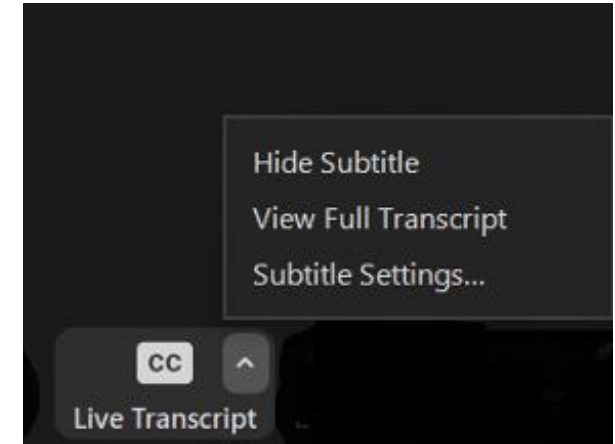 Hide Subtitle
View Full Transcript
Subtitle Settings...
CC
Live Transcript